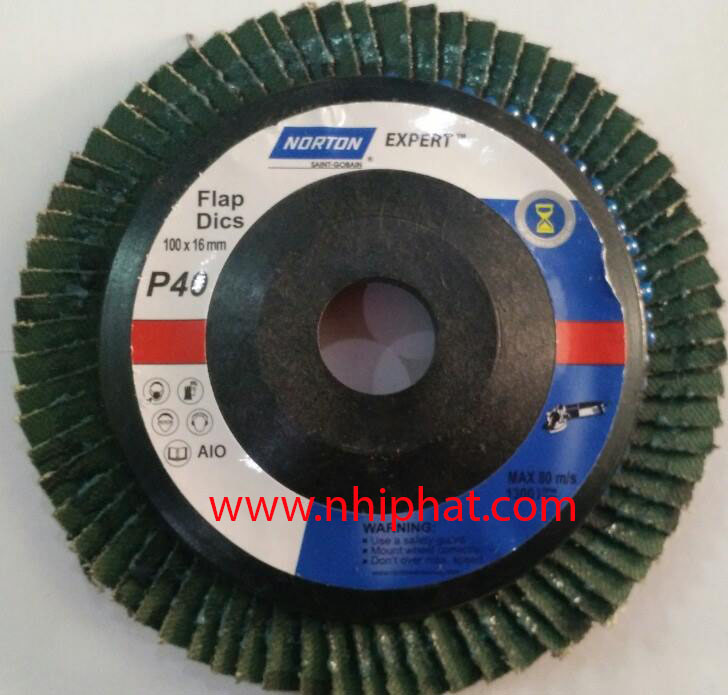 NORTON EXPERT™
SAINT-GOBAIN ®
Flap
Dics
100 x 16 mm
P40
AIO
MAX 80 m/s
www.nhiphat.com
WARNING:
Use a safety
Mount wheel correctly
Don't over max. speed